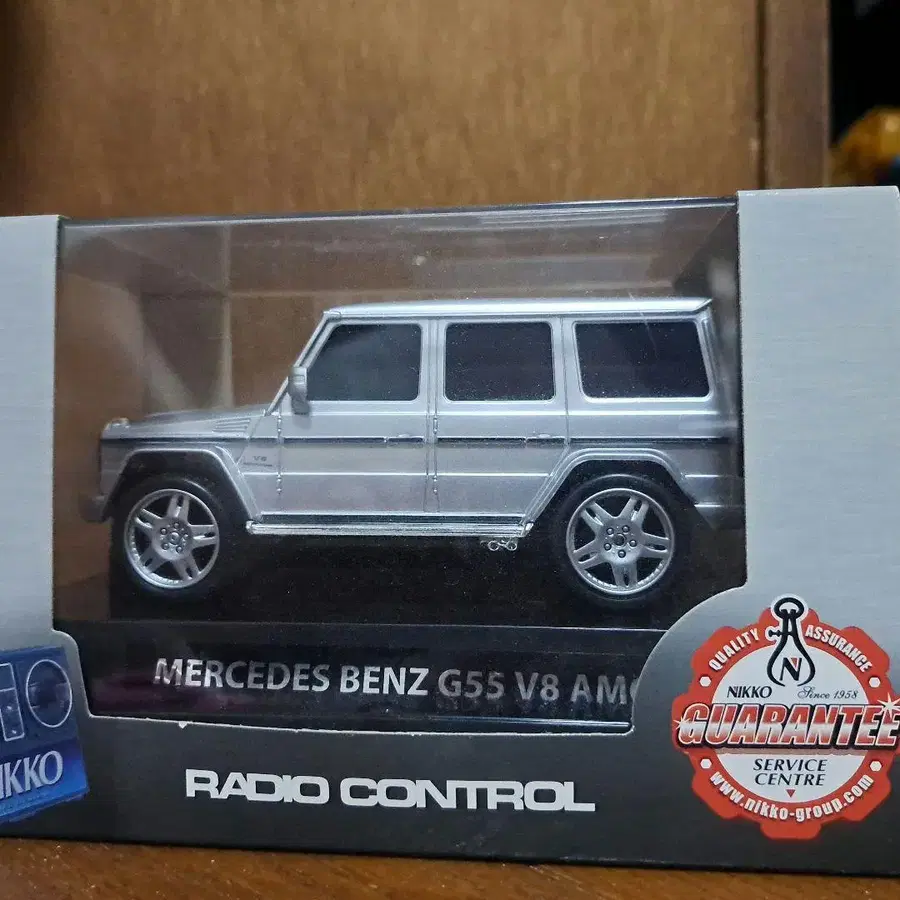 V8
MERCEDES BENZ G55 V8 AM
RADIO CONTROL
NIKKO
QUALITY ASSURANCE
N
NIKKO Since 1958
GUARANTEE
SERVICE
CENTRE
www.nikko-group.com